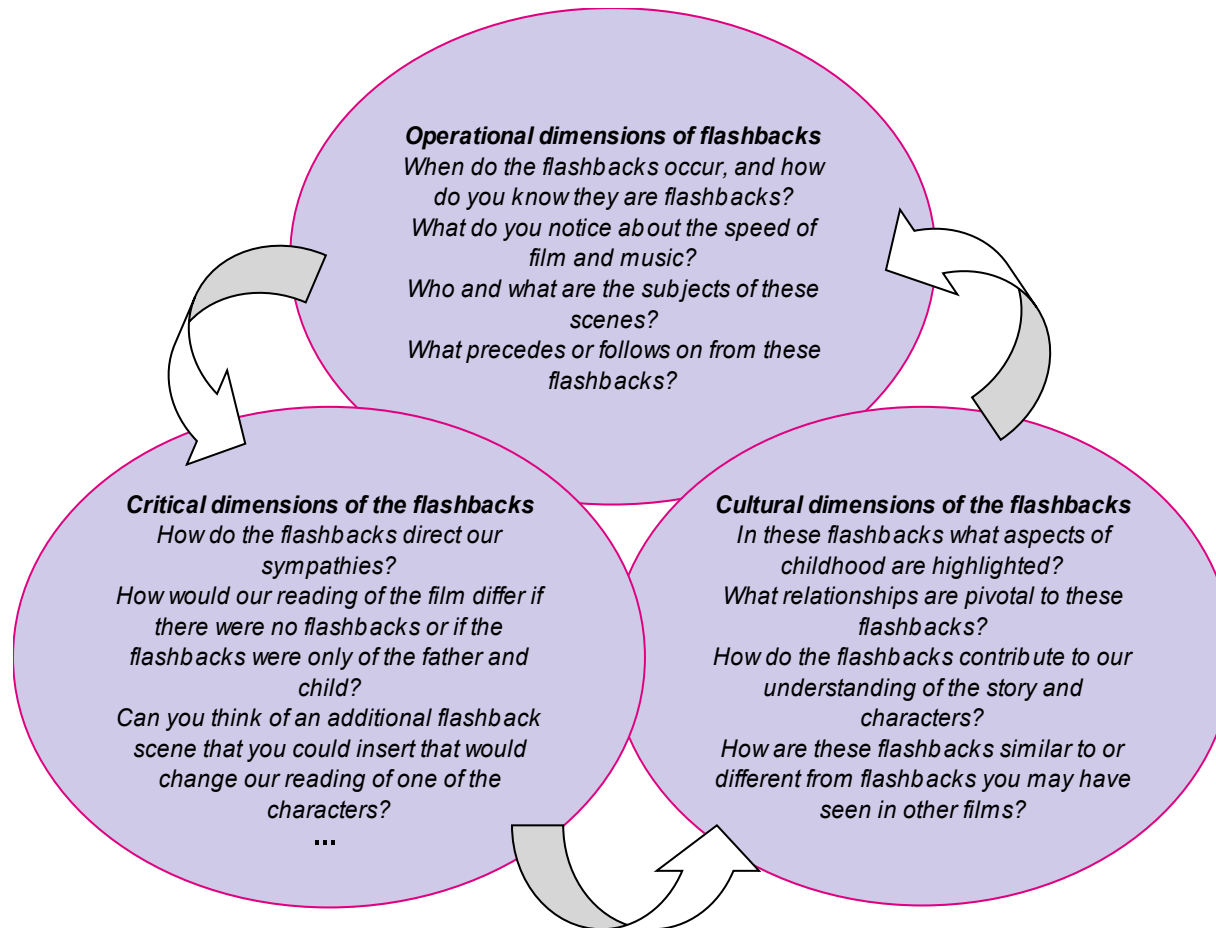 Operational dimensions of flashbacks
When do the flashbacks occur, and how
do you know they are flashbacks?
What do you notice about the speed of
film and music?
Who and what are the subjects of these
scenes?
What precedes or follows on from these
flashbacks?
Critical dimensions of the flashbacks
How do the flashbacks direct our
sympathies?
How would our reading of the film differ if
there were no flashbacks or if the
flashbacks were only of the father and
child?
Can you think of an additional flashback
scene that you could insert that would
change our reading of one of the
characters?
...
Cultural dimensions of the flashbacks
In these flashbacks what aspects of
childhood are highlighted?
What relationships are pivotal to these
flashbacks?
How do the flashbacks contribute to our
understanding of the story and
characters?
How are these flashbacks similar to or
different from flashbacks you may have
seen in other films?